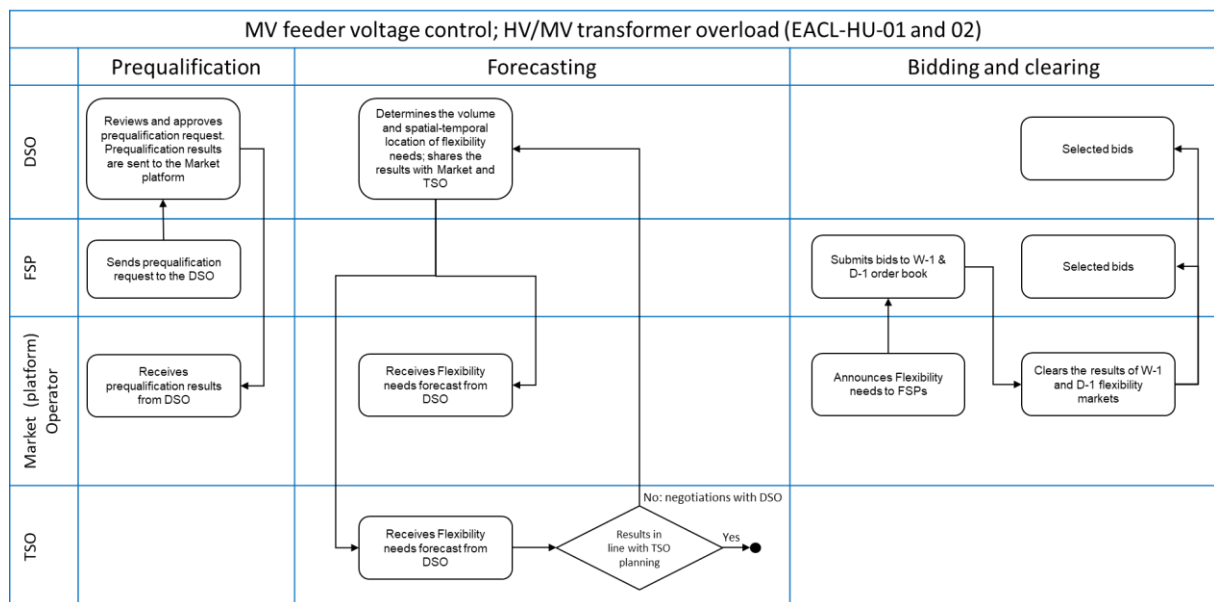 MV feeder voltage control; HV/MV transformer overload (EACL-HU-01 and 02)
Prequalification
Forecasting
Bidding and clearing
DSO
Reviews and approves
prequalification request.
Prequalification results
are sent to the Market
platform
Determines the volume
and spatial-temporal
location of flexibility
needs; shares the
results with Market and
TSO
Selected bids
FSP
Sends prequalification
request to the DSO
Submits bids to W-1 &
D-1 order book
Selected bids
Market (platform)
Operator
Receives
prequalification results
from DSO
Receives Flexibility
needs forecast from
DSO
Announces Flexibility
needs to FSPs
Clears the results of W-1
and D-1 flexibility
markets
TSO
Receives Flexibility
needs forecast from
DSO
No: negotiations with DSO
Results in
line with TSO
planning
Yes